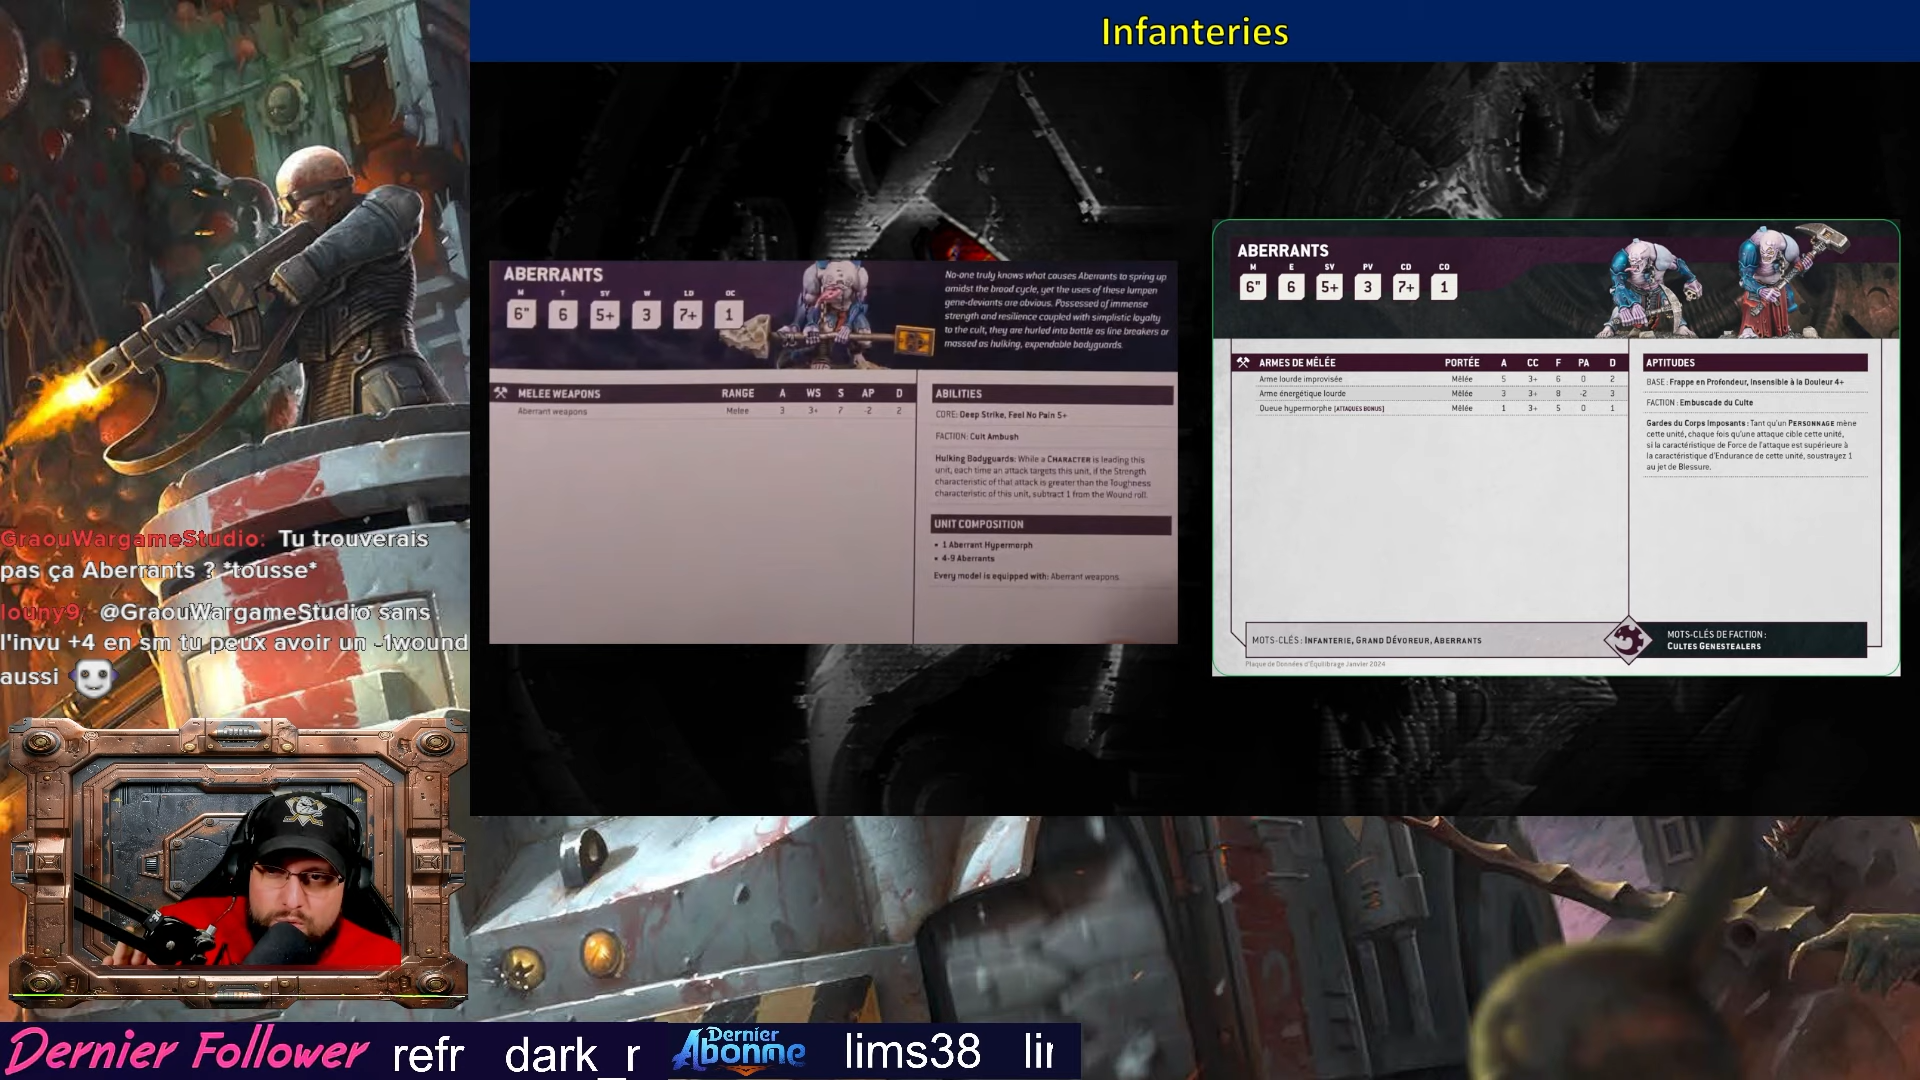 Infanteries
ABERRANTS
M T SV W LD OC
6" 6 5+ 3 7+ 1
No-one truly knows what causes Aberrants to spring up
amidst the brood cycle, yet the uses of these lumpen
gene-deviants are obvious. Possessed of immense
strength and resilience coupled with simplistic loyalty
to the cult, they are hurled into battle as line breakers or
massed as hulking, expendable bodyguards.
MELEE WEAPONS RANGE A WS S AP D
Aberrant weapons Melee 3 3+ 7 -2 2
ABILITIES
CORE: Deep Strike, Feel No Pain 5+
FACTION: Cult Ambush
Hulking Bodyguards: While a CHARACTER is leading this
unit, each time an attack targets this unit, if the Strength
characteristic of that attack is greater than the Toughness
characteristic of this unit, subtract 1 from the Wound roll.
UNIT COMPOSITION
• 1 Aberrant Hypermorph
• 4-9 Aberrants
Every model is equipped with: Aberrant weapons.
ABERRANTS
M E SV PV CD CO
6" 6 5+ 3 7+ 1
ARMES DE MÊLÉE PORTÉE A CC F PA D
Arme lourde improvisée Mêlée 5 3+ 6 0 2
Arme énergétique lourde Mêlée 3 3+ 8 -2 3
Queue hypermorphe [ATTAQUES BONUS] Mêlée 1 3+ 5 0 1
APTITUDES
BASE : Frappe en Profondeur, Insensible à la Douleur 4+
FACTION : Embuscade du Culte
Gardes du Corps Imposants : Tant qu'un PERSONNAGE mène
cette unité, chaque fois qu'une attaque cible cette unité,
si la caractéristique de Force de l'attaque est supérieure à
la caractéristique d'Endurance de cette unité, soustrayez 1
au jet de Blessure.
MOTS-CLÉS : INFANTERIE, GRAND DÉVOREUR, ABERRANTS
MOTS-CLÉS DE FACTION :
CULTES GENESTEALERS
Plaque de Données d'Équilibrage Janvier 2024
GraouWargameStudio: Tu trouverais
pas ça Aberrants ? *tousse*
louny9: @GraouWargameStudio sans
l'invu +4 en sm tu peux avoir un -1wound
aussi
Dernier Follower refr dark_r
Dernier
Abonné lims38 lir